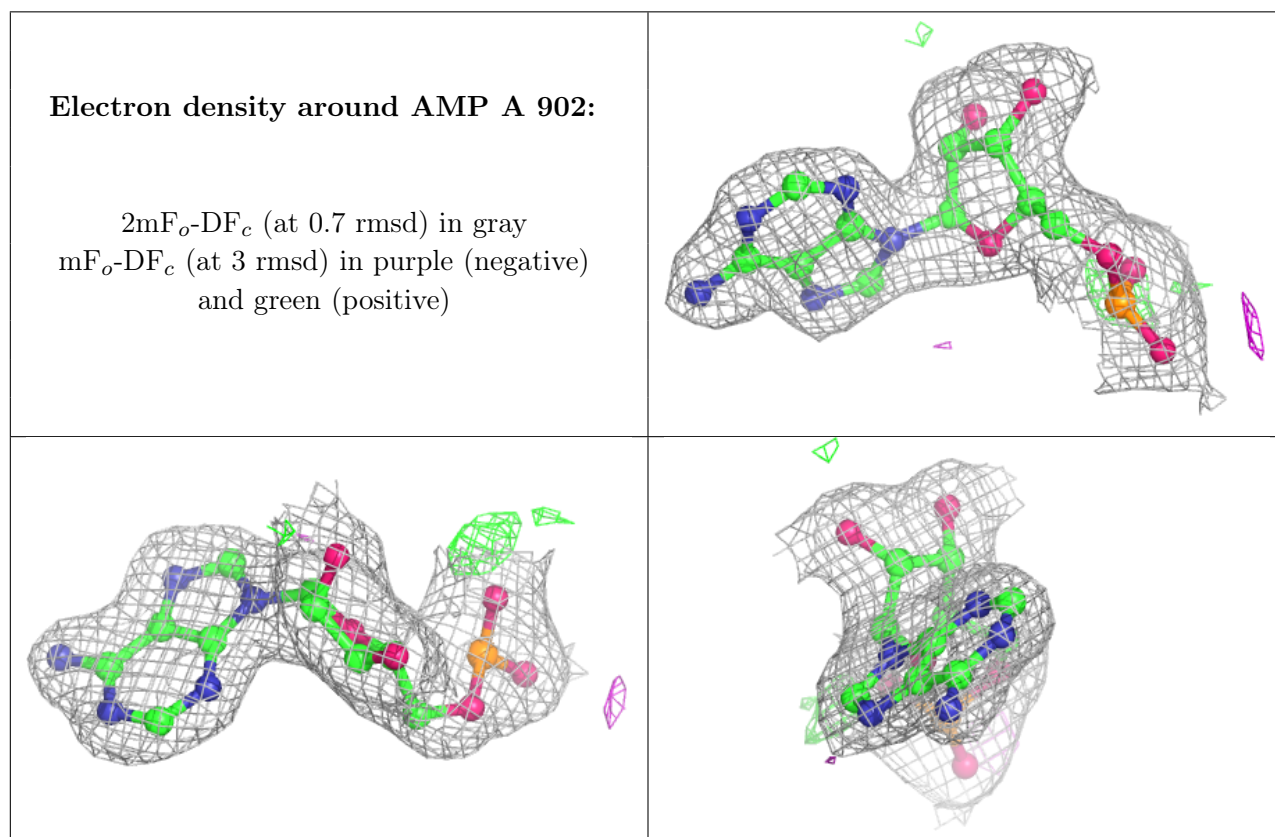 Electron density around AMP A 902:
2mFₒ-DF𝒸 (at 0.7 rmsd) in gray
mFₒ-DF𝒸 (at 3 rmsd) in purple (negative)
and green (positive)